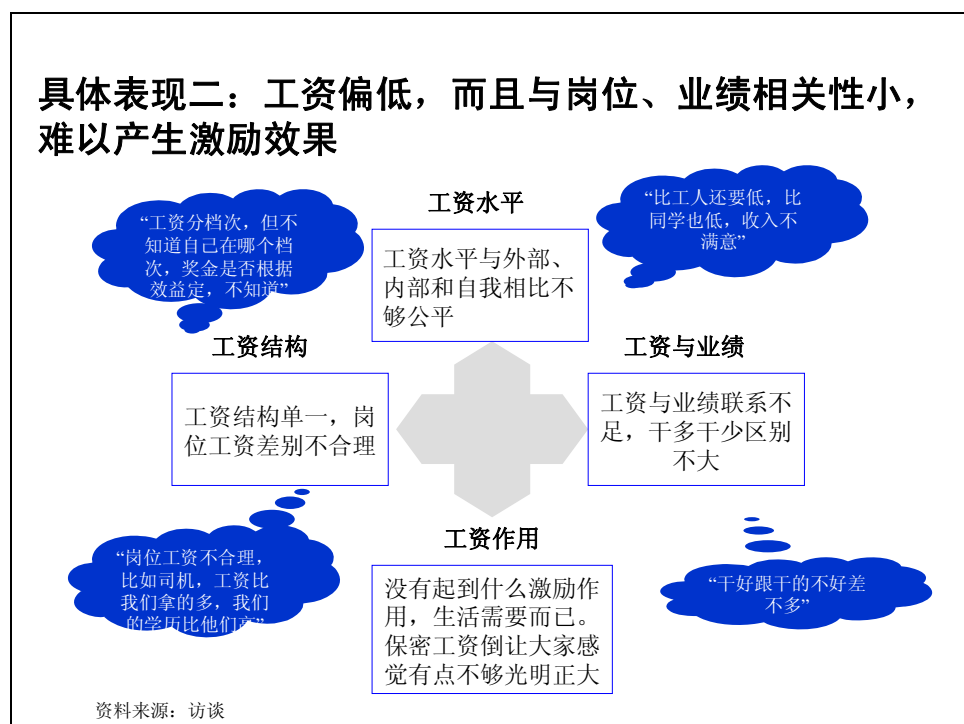 具体表现二：工资偏低，而且与岗位、业绩相关性小，
难以产生激励效果
工资水平
“工资分档次，但不
知道自己在哪个档
次，奖金是否根据
效益定，不知道”
“比工人还要低，比
同学也低，收入不
满意”
工资水平与外部、
内部和自我相比不
够公平
工资结构
工资与业绩
工资结构单一，岗
位工资差别不合理
工资与业绩联系不
足，干多干少区别
不大
工资作用
“岗位工资不合理，
比如司机，工资比
我们拿的多，我们
的学历比他们高”
没有起到什么激励作
用，生活需要而已。
保密工资倒让大家感
觉有点不够光明正大
“干好跟干的不好差
不多”
资料来源：访谈